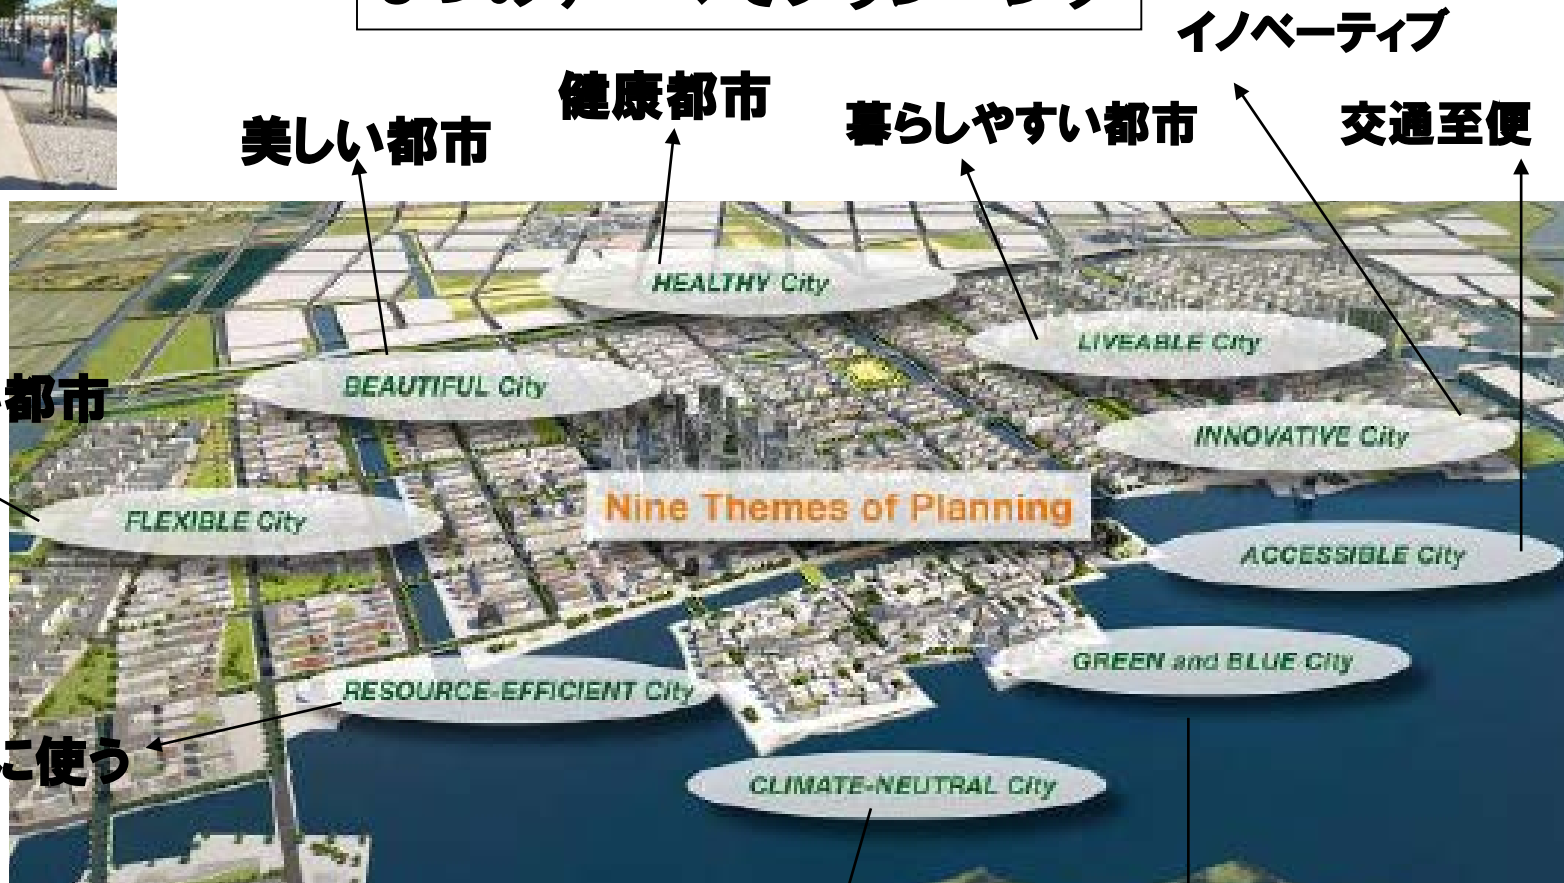 イノベーティブ
健康都市
暮らしやすい都市
交通至便
美しい都市
HEALTHY City
LIVEABLE City
BEAUTIFUL City
都市
INNOVATIVE City
Nine Themes of Planning
FLEXIBLE City
ACCESSIBLE City
GREEN and BLUE City
RESOURCE-EFFICIENT City
に使う
CLIMATE-NEUTRAL City